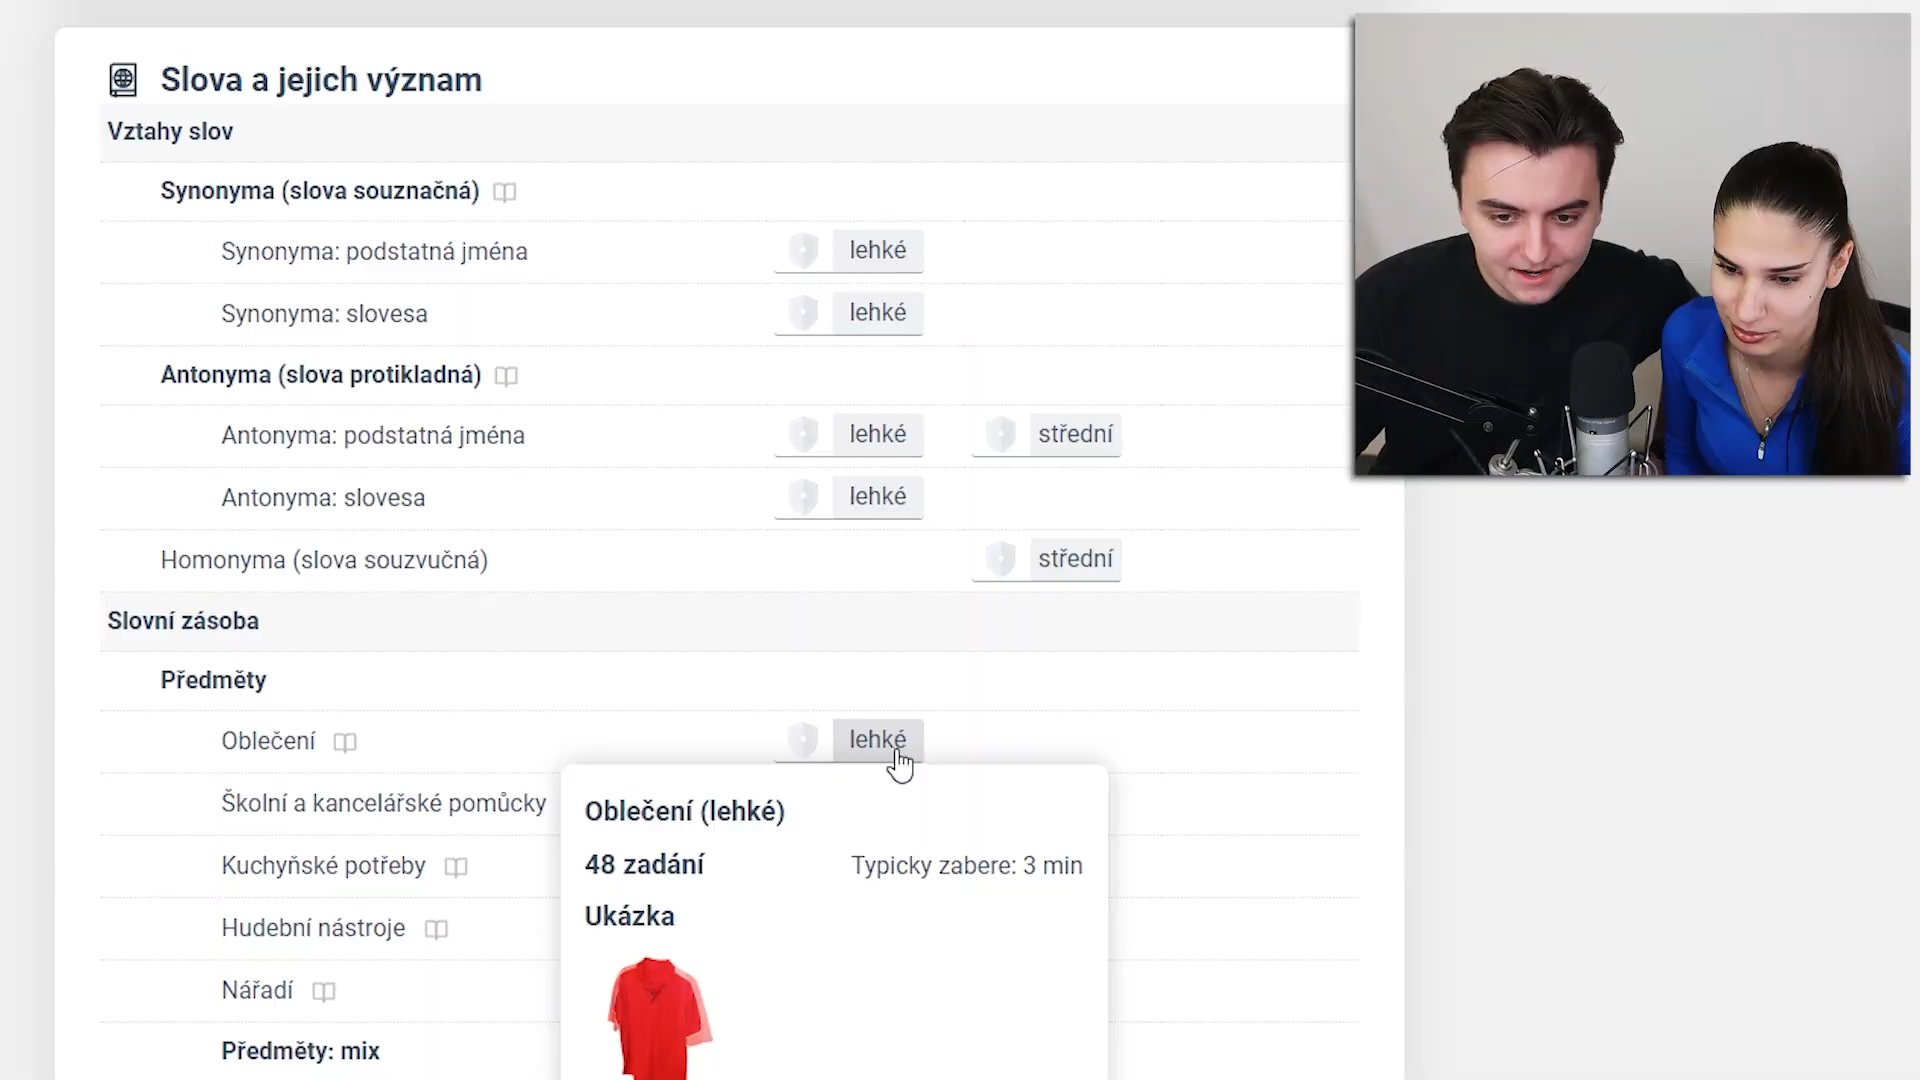 Slova a jejich význam
Vztahy slov
Synonyma (slova souznačná)
Synonyma: podstatná jména lehké
Synonyma: slovesa lehké
Antonyma (slova protikladná)
Antonyma: podstatná jména lehké střední
Antonyma: slovesa lehké
Homonyma (slova souzvučná) střední
Slovní zásoba
Předměty
Oblečení lehké
Školní a kancelářské pomůcky
Kuchyňské potřeby
Hudební nástroje
Nářadí
Předměty: mix
Oblečení (lehké)
48 zadání Typicky zabere: 3 min
Ukázka